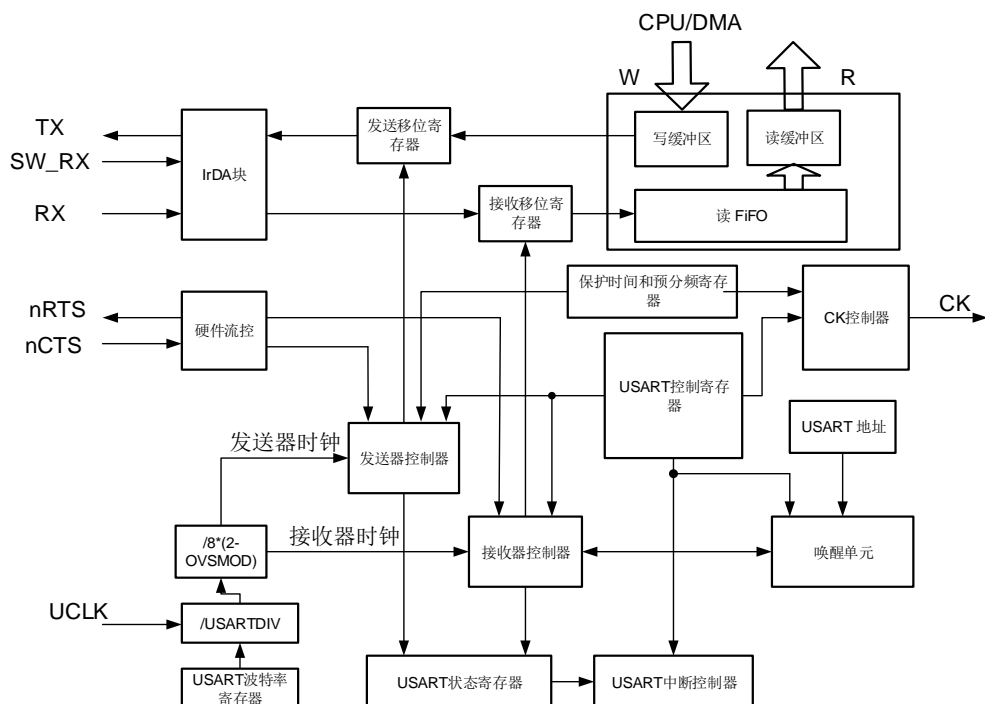 CPU/DMA
W
R
TX
SW_RX
RX
IrDA块
发送移位寄
存器
写缓冲区
读缓冲区
接收移位寄
存器
读 FiFO
nRTS
nCTS
硬件流控
保护时间和预分频寄存
器
CK控制器
CK
USART控制寄存
器
USART 地址
发送器时钟
发送器控制器
/8*(2-
OVSMOD)
接收器时钟
接收器控制器
唤醒单元
UCLK
/USARTDIV
USART波特率
寄存器
USART状态寄存器
USART中断控制器